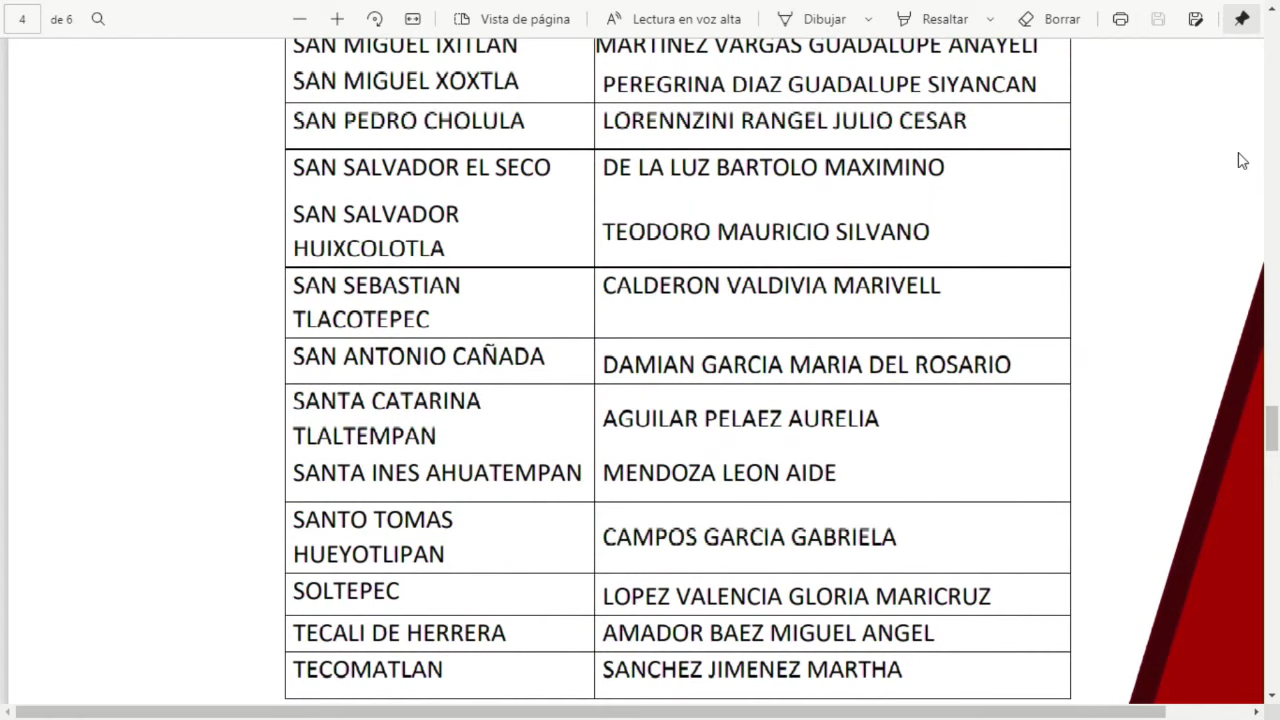 4 de 6 Vista de página Lectura en voz alta Dibujar Resaltar Borrar
SAN MIGUEL IXITLAN MARTINEZ VARGAS GUADALUPE ANAYELI
SAN MIGUEL XOXTLA PEREGRINA DIAZ GUADALUPE SIYANCAN
SAN PEDRO CHOLULA LORENNZINI RANGEL JULIO CESAR
SAN SALVADOR EL SECO DE LA LUZ BARTOLO MAXIMINO
SAN SALVADOR
HUIXCOLOTLA
TEODORO MAURICIO SILVANO
SAN SEBASTIAN
TLACOTEPEC
CALDERON VALDIVIA MARIVELL
SAN ANTONIO CAÑADA DAMIAN GARCIA MARIA DEL ROSARIO
SANTA CATARINA
TLALTEMPAN
AGUILAR PELAEZ AURELIA
SANTA INES AHUATEMPAN MENDOZA LEON AIDE
SANTO TOMAS
HUEYOTLIPAN
CAMPOS GARCIA GABRIELA
SOLTEPEC LOPEZ VALENCIA GLORIA MARICRUZ
TECALI DE HERRERA AMADOR BAEZ MIGUEL ANGEL
TECOMATLAN SANCHEZ JIMENEZ MARTHA